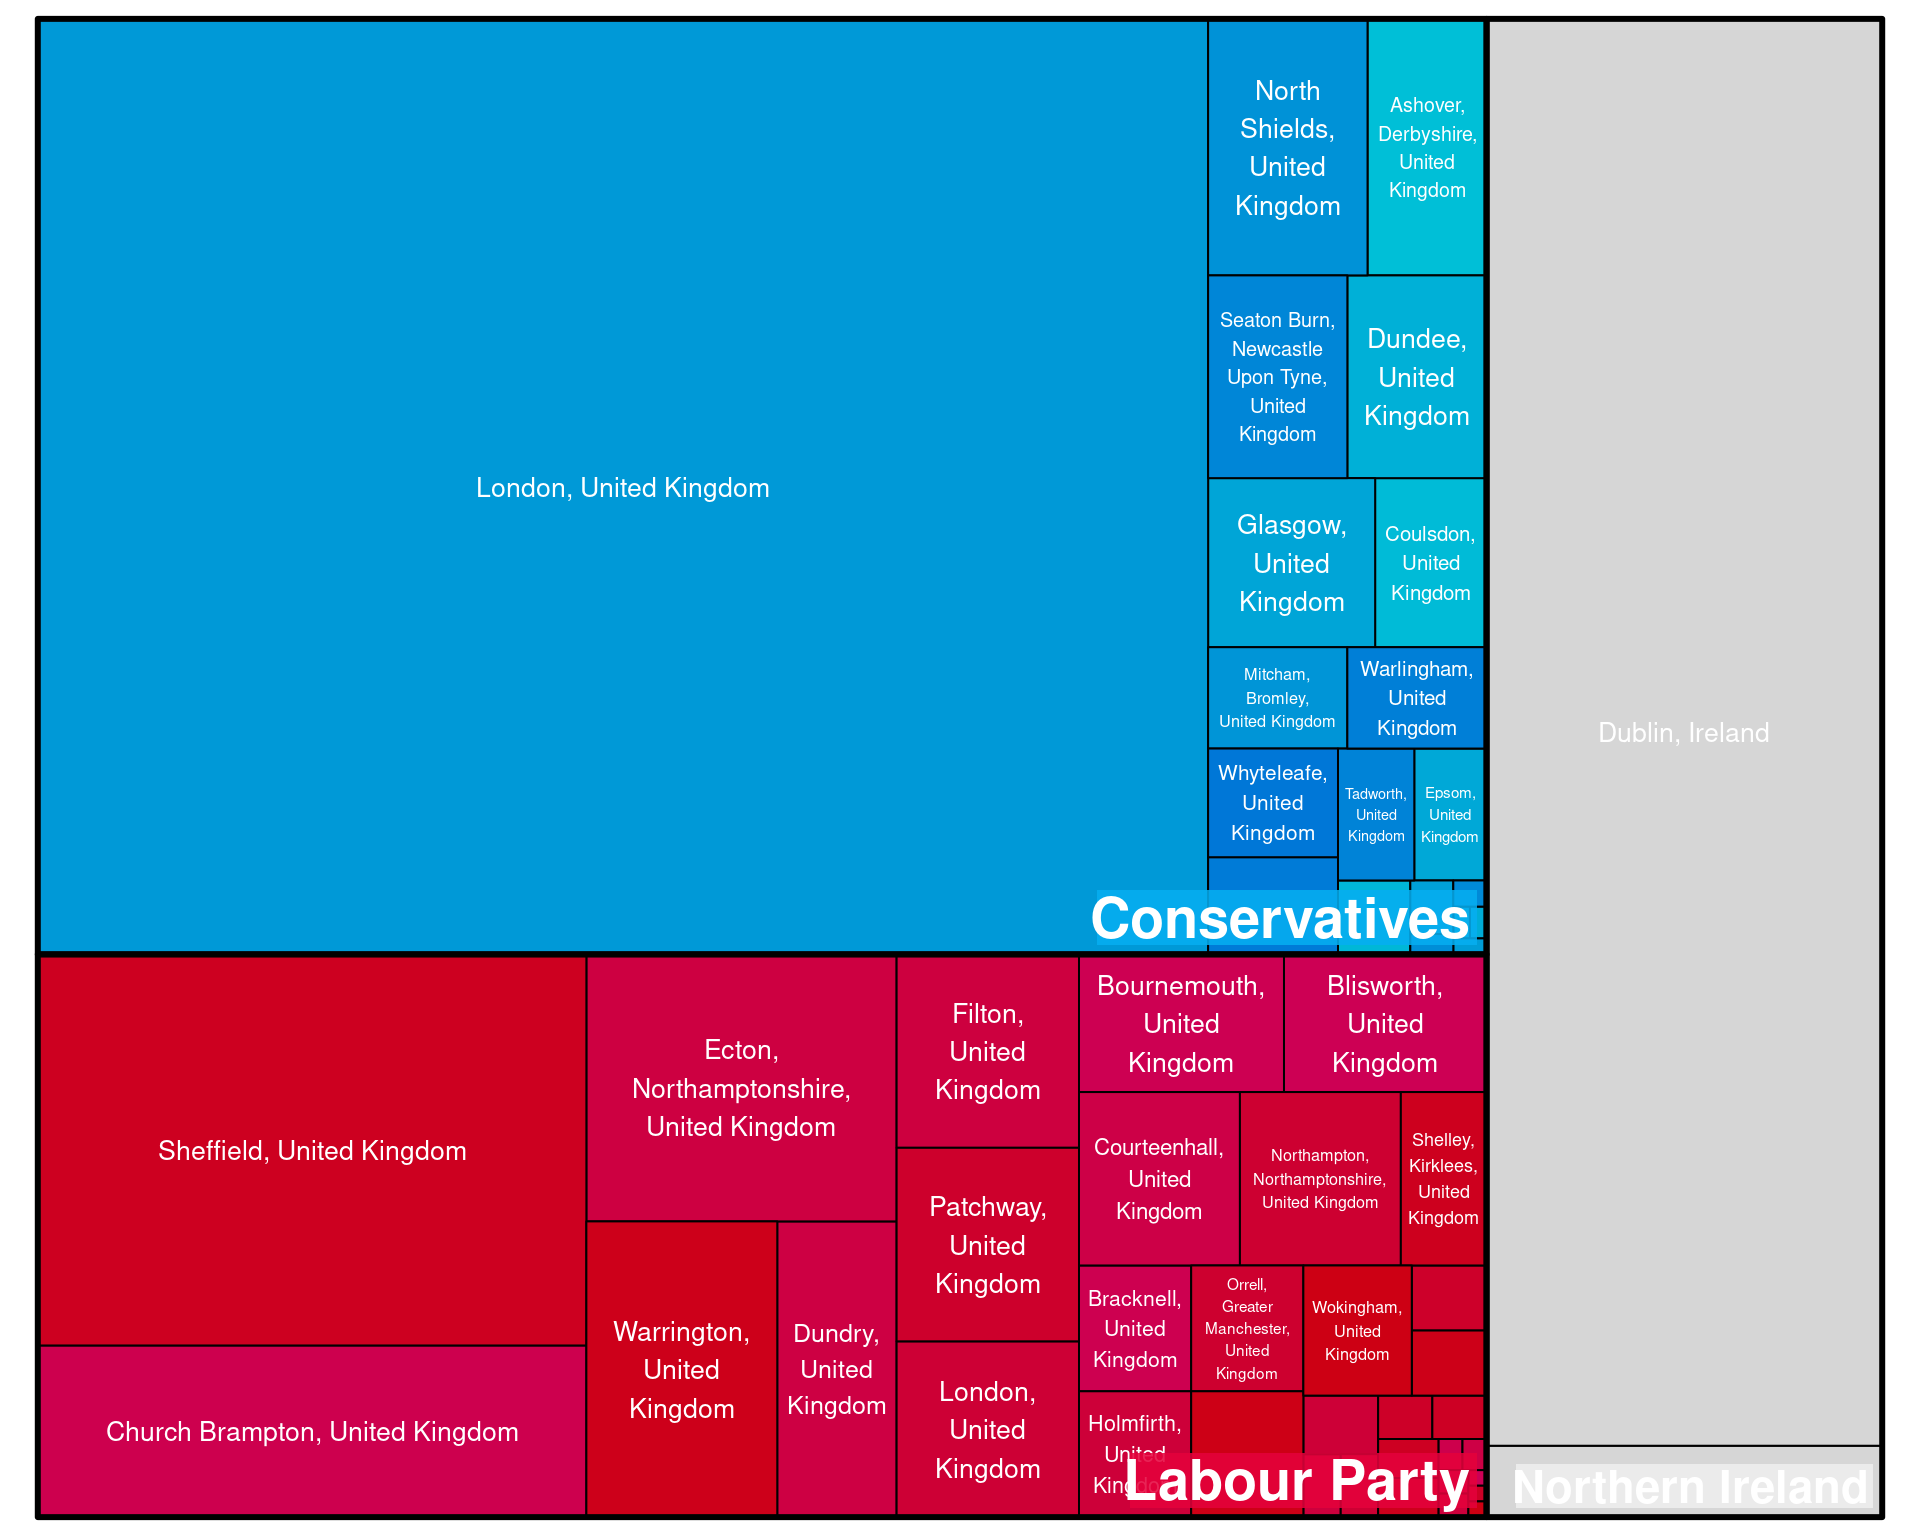 London, United Kingdom
North
Shields,
United
Kingdom
Ashover,
Derbyshire,
United
Kingdom
Seaton Burn,
Newcastle
Upon Tyne,
United
Kingdom
Dundee,
United
Kingdom
Glasgow,
United
Kingdom
Coulsdon,
United
Kingdom
Mitcham,
Bromley,
United Kingdom
Warlingham,
United
Kingdom
Whyteleafe,
United
Kingdom
Tadworth,
United
Kingdom
Epsom,
United
Kingdom
Conservatives
Sheffield, United Kingdom
Church Brampton, United Kingdom
Ecton,
Northamptonshire,
United Kingdom
Warrington,
United
Kingdom
Dundry,
United
Kingdom
Filton,
United
Kingdom
Patchway,
United
Kingdom
London,
United
Kingdom
Bournemouth,
United
Kingdom
Blisworth,
United
Kingdom
Courteenhall,
United
Kingdom
Northampton,
Northamptonshire,
United Kingdom
Shelley,
Kirklees,
United
Kingdom
Bracknell,
United
Kingdom
Orrell,
Greater
Manchester,
United
Kingdom
Wokingham,
United
Kingdom
Holmfirth,
United
Kingdom
Labour Party
Dublin, Ireland
Northern Ireland